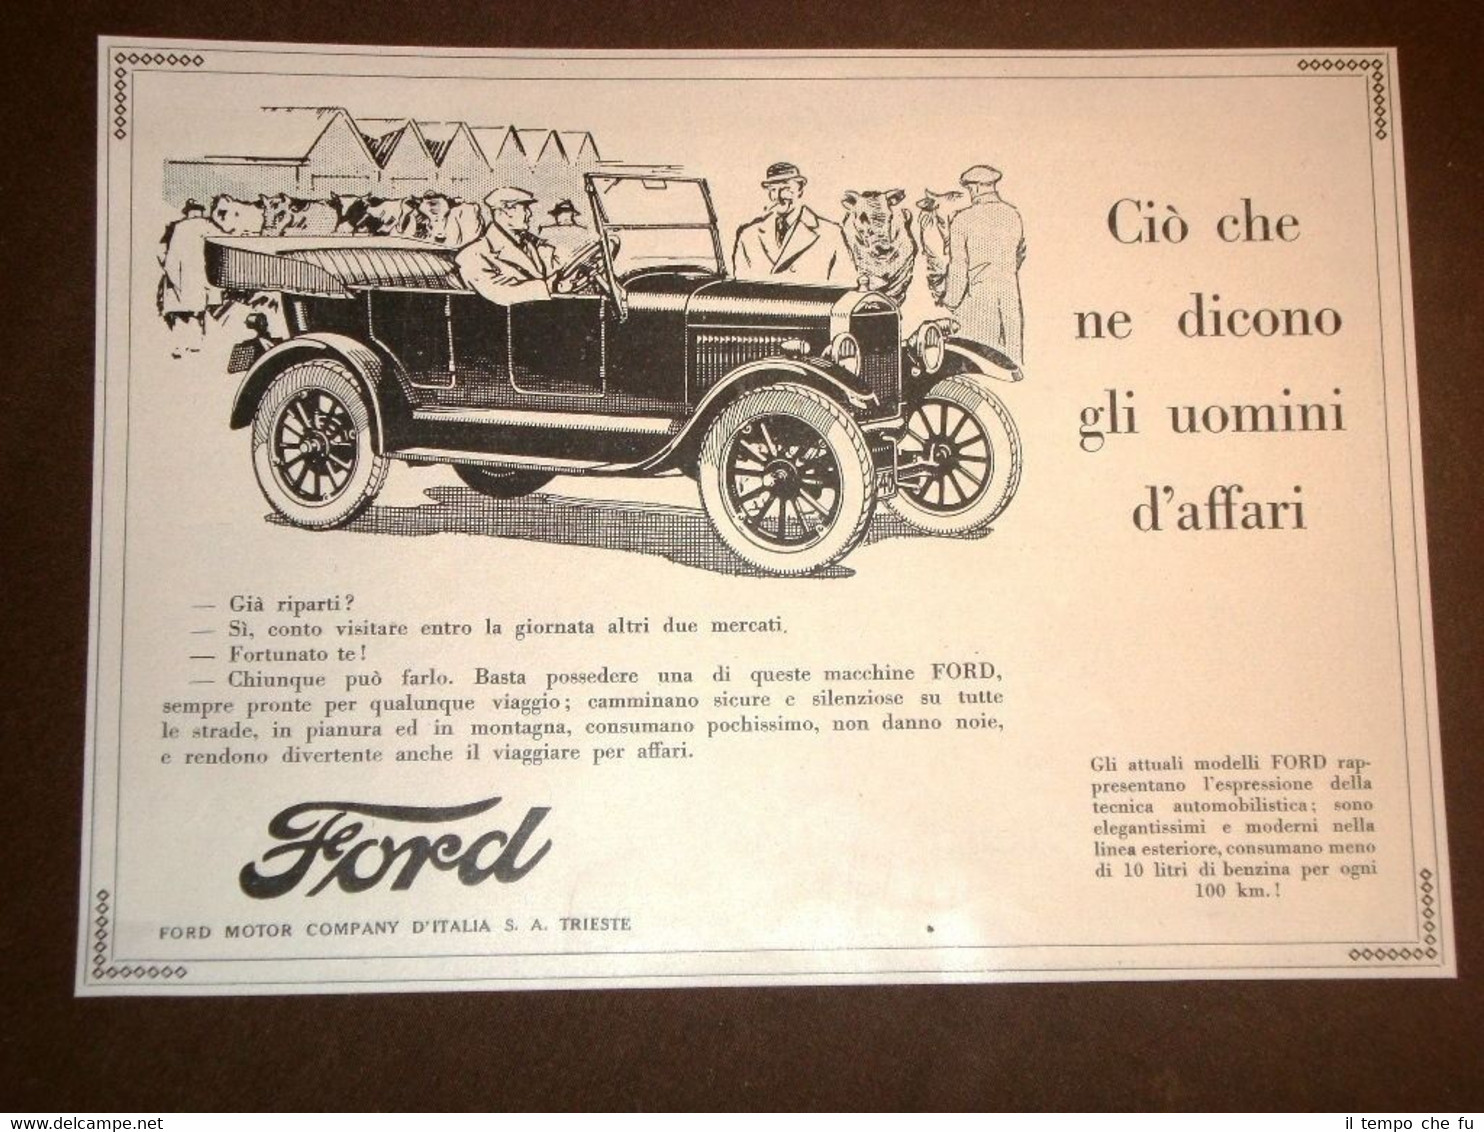 Ciò che
ne dicono
gli uomini
d'affari
— Già riparti?
— Sì, conto visitare entro la giornata altri due mercati.
— Fortunato te!
— Chiunque può farlo. Basta possedere una di queste macchine FORD,
sempre pronte per qualunque viaggio; camminano sicure e silenziose su tutte
le strade, in pianura ed in montagna, consumano pochissimo, non danno noie,
e rendono divertente anche il viaggiare per affari.
Gli attuali modelli FORD rap-
presentano l'espressione della
tecnica automobilistica; sono
elegantissimi e moderni nella
linea esteriore, consumano meno
di 10 litri di benzina per ogni
100 km.!
Ford
FORD MOTOR COMPANY D'ITALIA S. A. TRIESTE
il tempo che fu